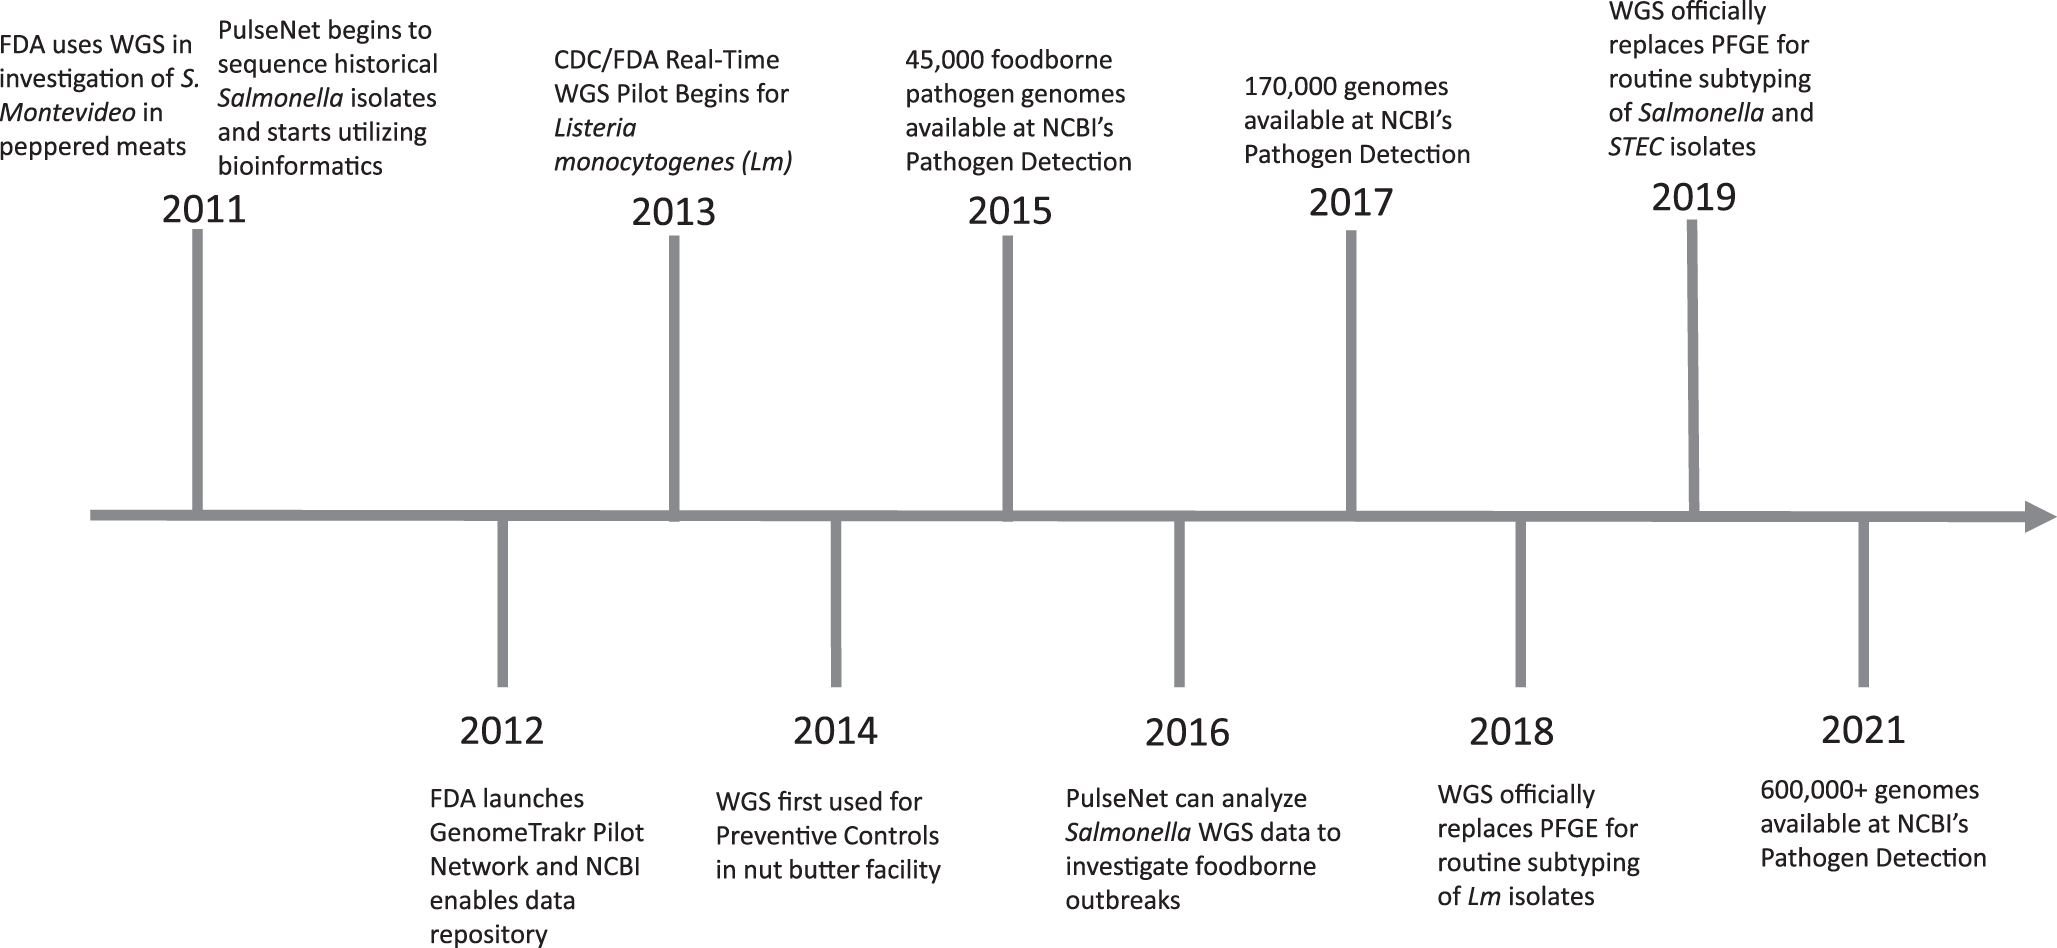 FDA uses WGS in
investigation of S.
Montevideo in
peppered meats
PulseNet begins to
sequence historical
Salmonella isolates
and starts utilizing
bioinformatics
2011
CDC/FDA Real-Time
WGS Pilot Begins for
Listeria
monocytogenes (Lm)
2013
45,000 foodborne
pathogen genomes
available at NCBI’s
Pathogen Detection
2015
170,000 genomes
available at NCBI’s
Pathogen Detection
2017
WGS officially
replaces PFGE for
routine subtyping
of Salmonella and
STEC isolates
2019
2012
FDA launches
GenomeTrakr Pilot
Network and NCBI
enables data
repository
2014
WGS first used for
Preventive Controls
in nut butter facility
2016
PulseNet can analyze
Salmonella WGS data to
investigate foodborne
outbreaks
2018
WGS officially
replaces PFGE for
routine subtyping
of Lm isolates
2021
600,000+ genomes
available at NCBI’s
Pathogen Detection